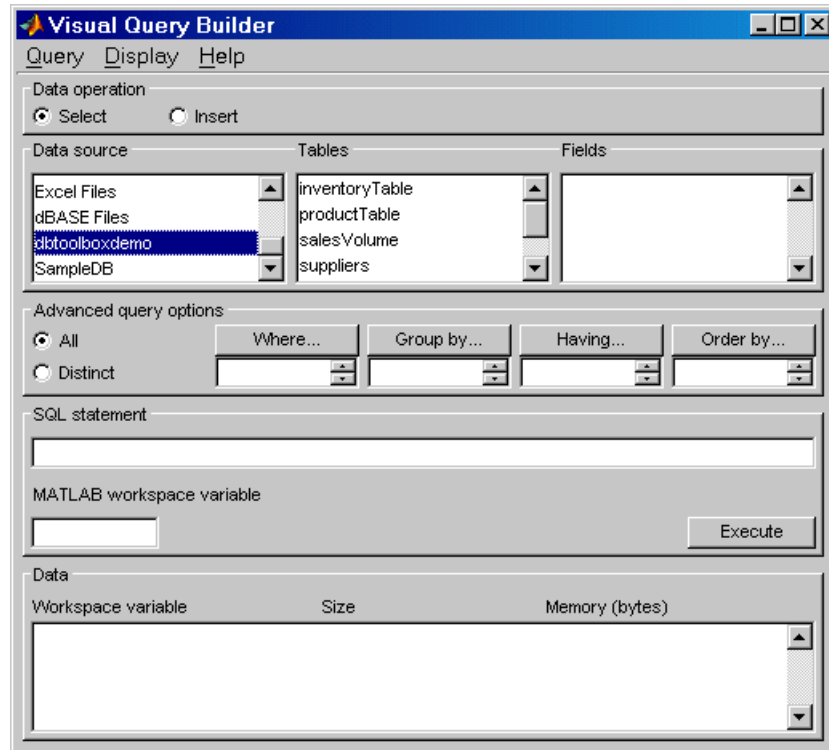 Visual Query Builder
Query Display Help
Data operation
Select Insert
Data source Tables Fields
Excel Files
dBASE Files
dbtoolboxdemo
SampleDB
inventoryTable
productTable
salesVolume
suppliers
Advanced query options
All
Distinct
Where... Group by... Having... Order by...
SQL statement
MATLAB workspace variable
Execute
Data
Workspace variable Size Memory (bytes)